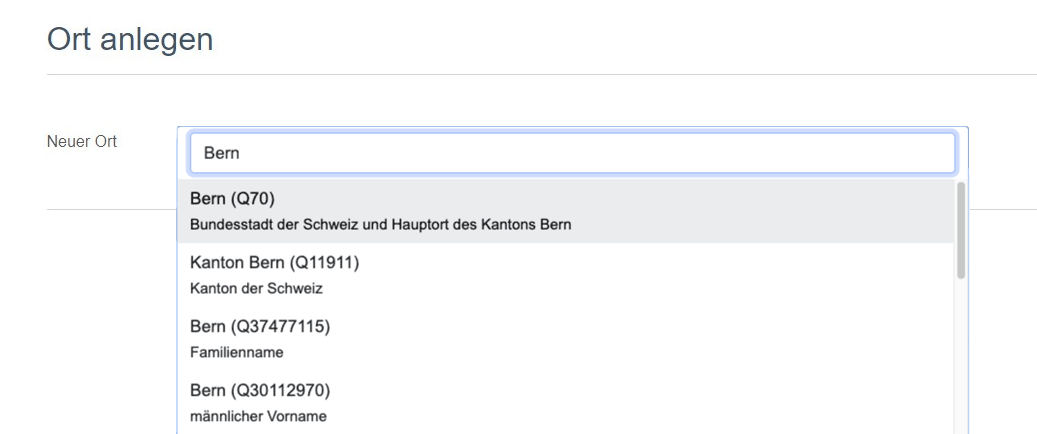 Ort anlegen
Neuer Ort
Bern
Bern (Q70)
Bundesstadt der Schweiz und Hauptort des Kantons Bern
Kanton Bern (Q11911)
Kanton der Schweiz
Bern (Q37477115)
Familienname
Bern (Q30112970)
männlicher Vorname